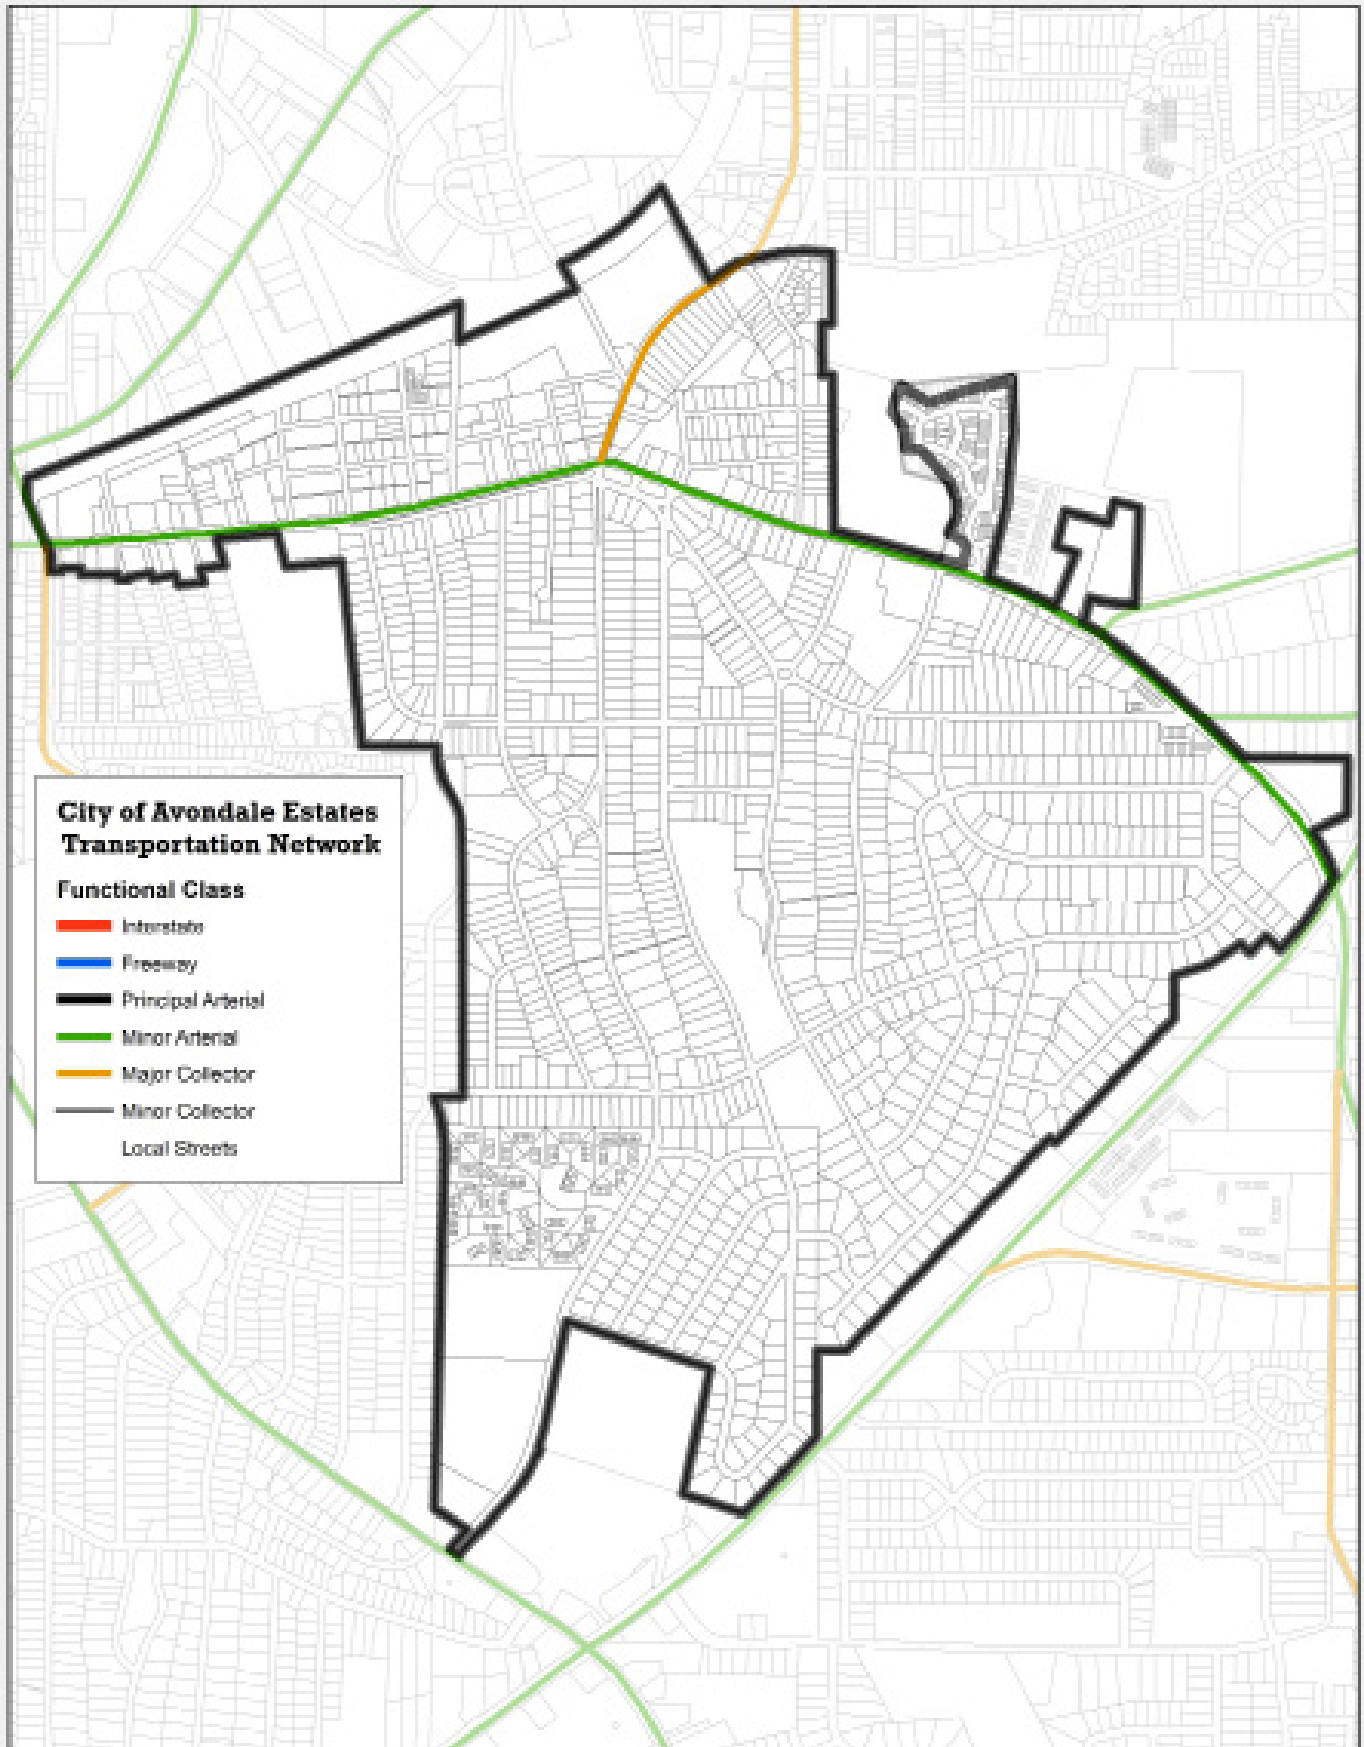 City of Avondale Estates
Transportation Network
Functional Class
Interstate
Freeway
Principal Arterial
Minor Arterial
Major Collector
Minor Collector
Local Streets